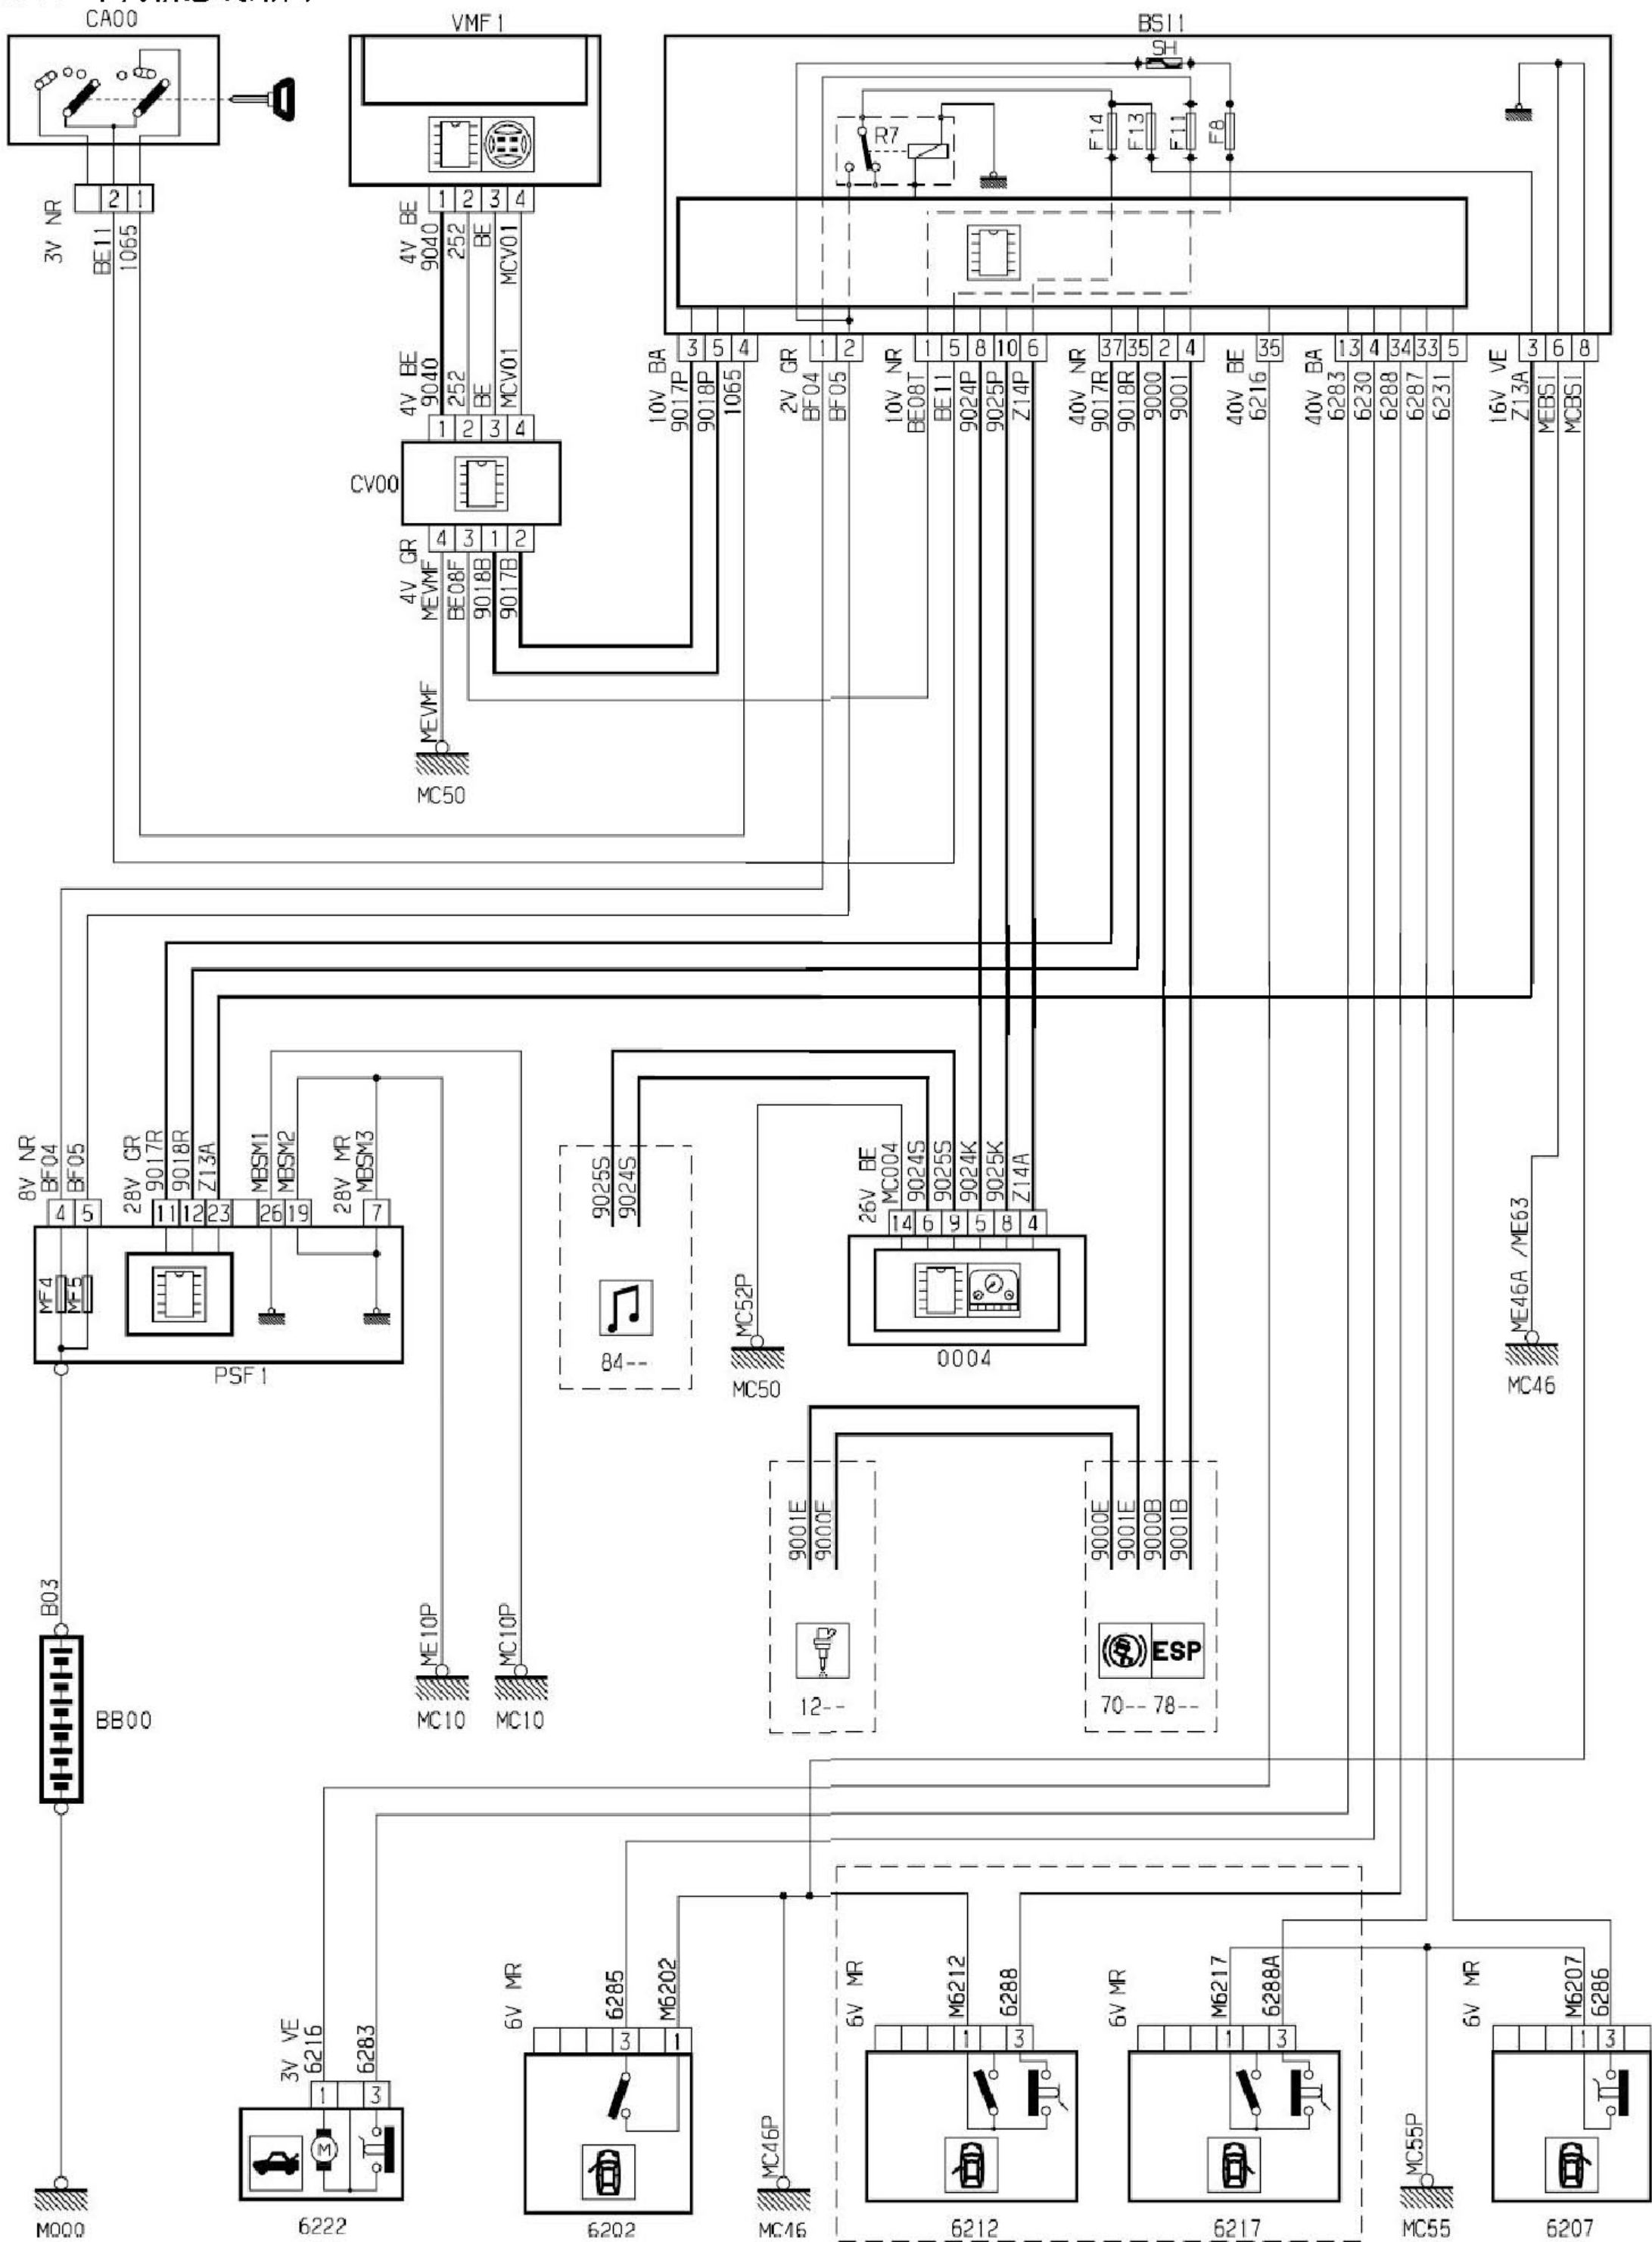 CA00
VMF1
BSI1
SH
R7
F14
F13
F11
F8
2 1
1 2 3 4
3V NR
BE11
1065
4V BE
9040
252
BE
MCV01
3 5 4
1 2
1 5 8 10 6
37 35 2 4
35
13 4 34 33 5
3 6 8
10V BA
9017P
9018P
1065
2V GR
BF04
BF05
10V NR
BE08T
BE11
9024P
9025P
Z14P
40V NR
9017R
9018R
9000
9001
40V BE
6216
40V BA
6283
6230
6288
6287
6231
16V VE
Z13A
MEBSI
MCBSI
4V BE
9040
252
BE
MCV01
1 2 3 4
CV00
4 3 1 2
4V GR
MEVMF
BE08F
9018B
9017B
MEVMF
MC50
8V NR
BF04
BF05
28V GR
9017R
9018R
Z13A
MBSM1
MBSM2
28V MR
MBSM3
4 5
11 12 23 26 19
7
MF4
MF5
PSF1
9025S
9024S
84--
26V BE
MC004
9024S
9025S
9024K
9025K
Z14A
14 6 9 5 8 4
0004
MC52P
MC50
ME46A /ME63
MC46
9001E
9000E
12--
9000E
9001E
9000B
9001B
ESP
70-- 78--
B03
BB00
ME10P
MC10P
MC10
MC10
3V VE
6216
6283
1 3
M
6222
6V MR
6285
M6202
3 1
6202
MC46P
MC46
6V MR
M6212
6288
1 3
6212
6V MR
M6217
6288A
1 3
6217
MC55P
MC55
6V MR
M6207
6286
1 3
6207
M000